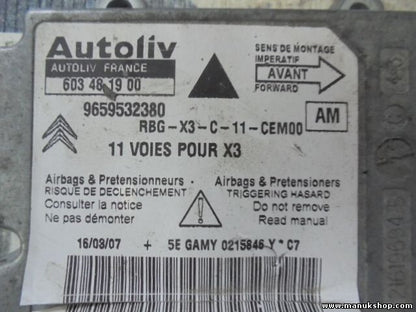 Autoliv
AUTOLIV FRANCE
603 48 19 00
SENS DE MONTAGE
IMPERATIF
AVANT
FORWARD
9659532380
RBG-X3-C-11-CEM00
AM
11 VOIES POUR X3
Airbags & Pretensionneurs
RISQUE DE DECLENCHEMENT
Consulter la notice
Ne pas démonter
Airbags & Pretensioners
TRIGGERING HASARD
Do not remove
Read manual
16/03/07 + 5E GAMY 0215846 Y * C7
www.manukshop.com